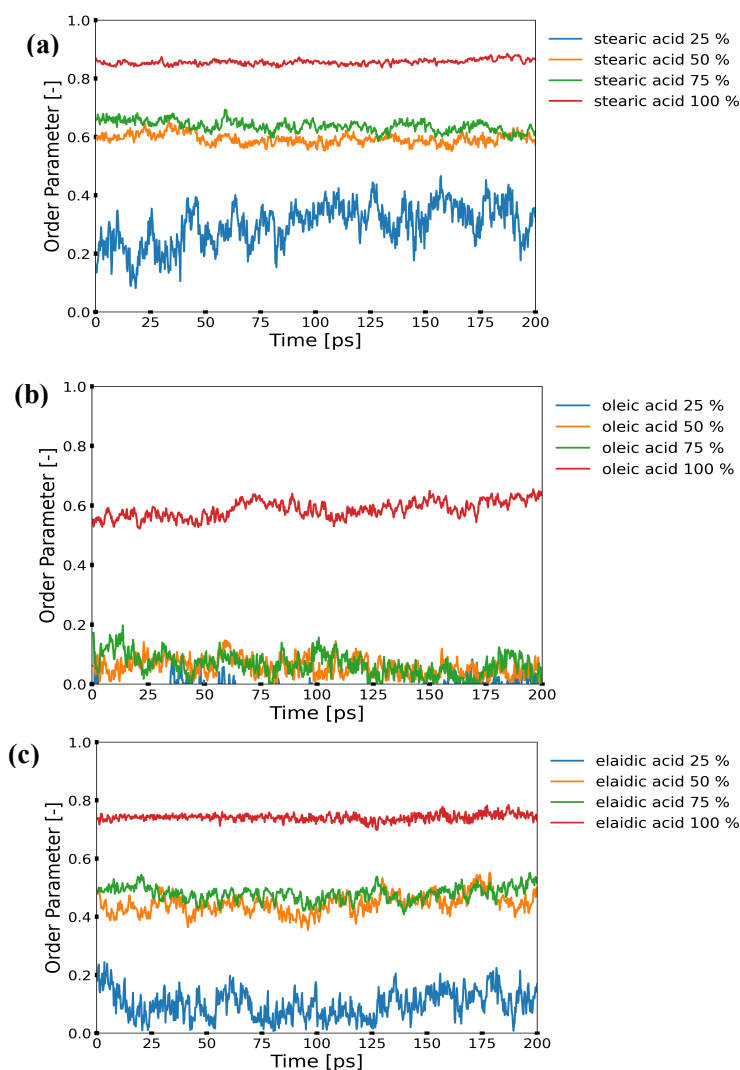 (a)
1.0
0.8
0.6
0.4
0.2
0.0
Order Parameter [-]
0 25 50 75 100 125 150 175 200
Time [ps]
stearic acid 25 %
stearic acid 50 %
stearic acid 75 %
stearic acid 100 %
(b)
1.0
0.8
0.6
0.4
0.2
0.0
Order Parameter [-]
0 25 50 75 100 125 150 175 200
Time [ps]
oleic acid 25 %
oleic acid 50 %
oleic acid 75 %
oleic acid 100 %
(c)
1.0
0.8
0.6
0.4
0.2
0.0
Order Parameter [-]
0 25 50 75 100 125 150 175 200
Time [ps]
elaidic acid 25 %
elaidic acid 50 %
elaidic acid 75 %
elaidic acid 100 %